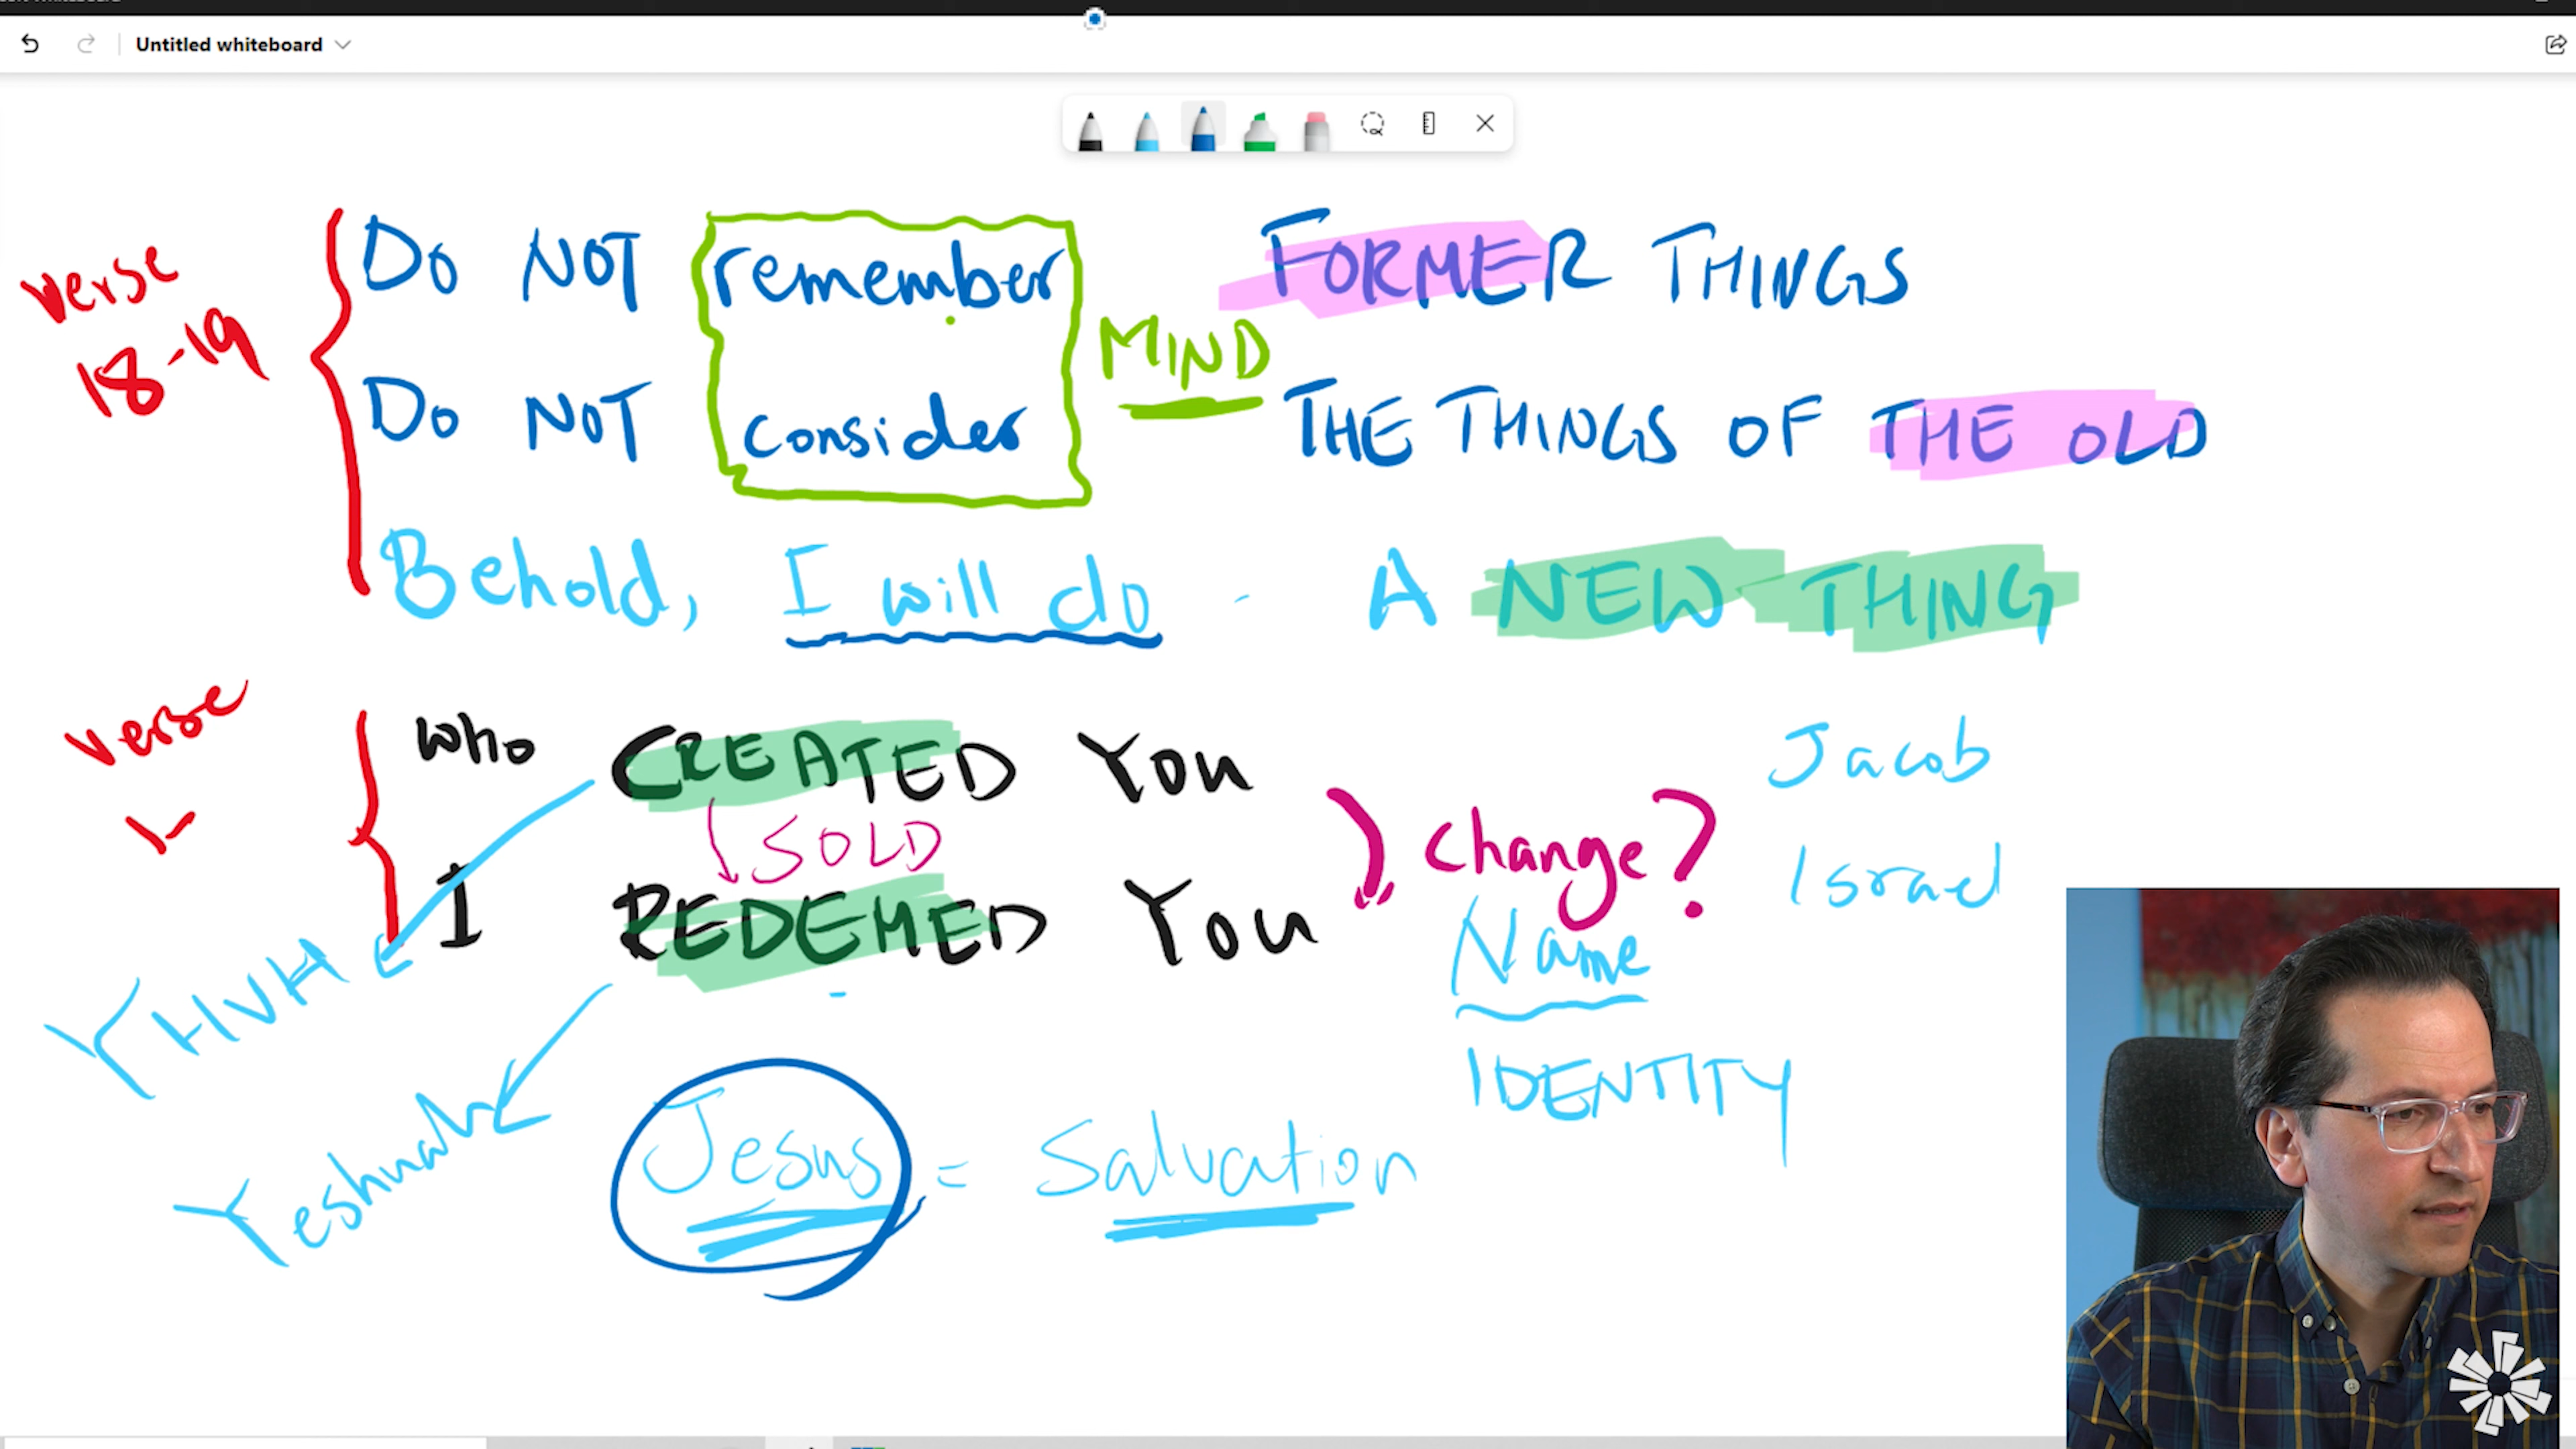 Untitled whiteboard
verse
18-19
Do NOT remember FORMER THINGS
MIND
Do NOT consider THE THINGS OF THE OLD
Behold, I will do - A NEW THING
verse
who CREATED You
Jacob
SOLD
change?
Israel
I REDEMED You
Name
YHVH
IDENTITY
Yeshuah
Jesus = Salvation